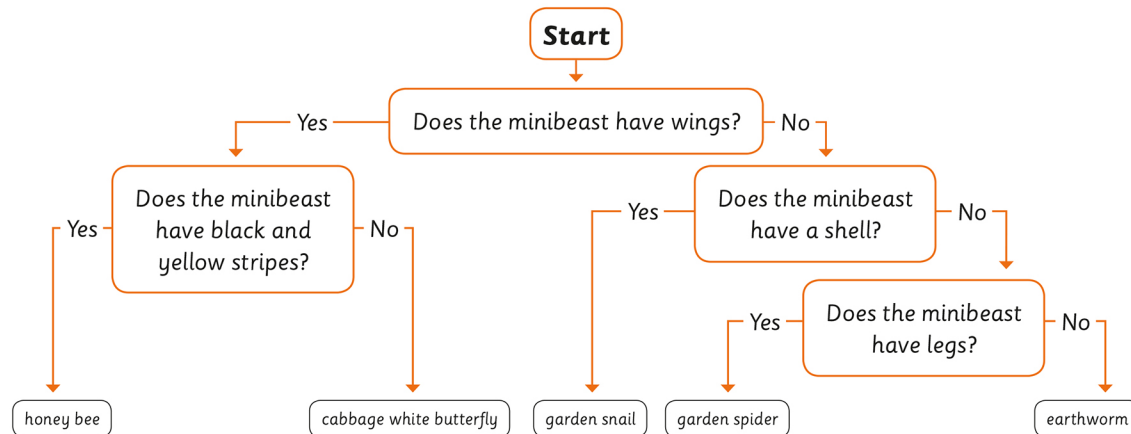 Start
Does the minibeast have wings?
Yes
No
Does the minibeast
have black and
yellow stripes?
Yes
No
Does the minibeast
have a shell?
Yes
No
Does the minibeast
have legs?
Yes
No
honey bee
cabbage white butterfly
garden snail
garden spider
earthworm